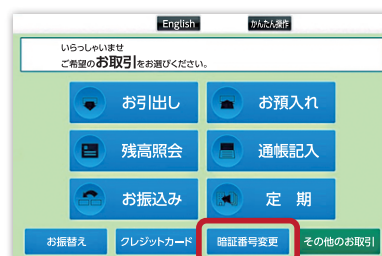 English かんたん操作
いらっしゃいませ
ご希望のお取引をお選びください。
お引出し お預入れ
残高照会 通帳記入
お振込み 定 期
お振替え クレジットカード 暗証番号変更 その他のお取引